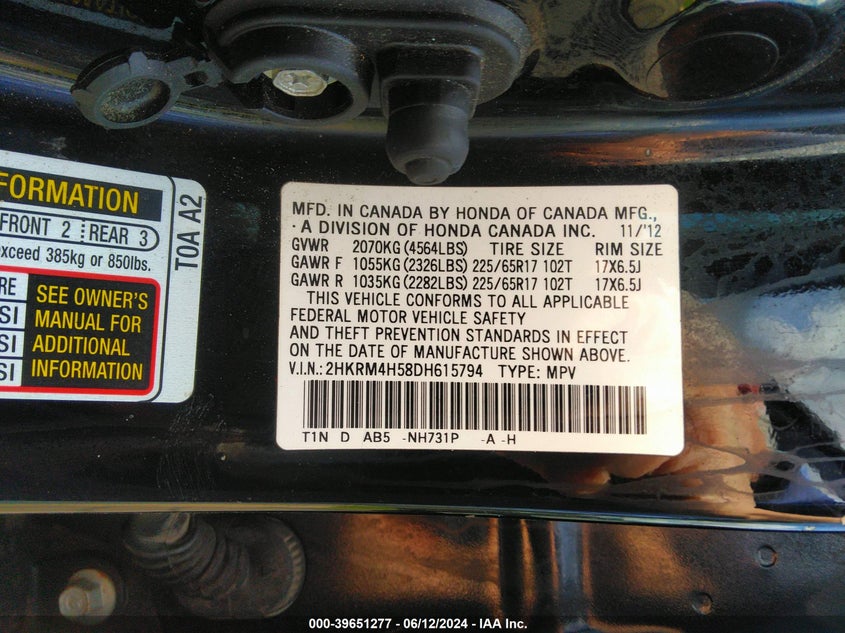 FORMATION
FRONT 2 REAR 3
exceed 385kg or 850lbs.
SEE OWNER'S
MANUAL FOR
ADDITIONAL
INFORMATION
T0A A2
MFD. IN CANADA BY HONDA OF CANADA MFG.,
A DIVISION OF HONDA CANADA INC. 11/'12
GVWR 2070KG (4564LBS) TIRE SIZE RIM SIZE
GAWR F 1055KG (2326LBS) 225/65R17 102T 17X6.5J
GAWR R 1035KG (2282LBS) 225/65R17 102T 17X6.5J
THIS VEHICLE CONFORMS TO ALL APPLICABLE
FEDERAL MOTOR VEHICLE SAFETY
AND THEFT PREVENTION STANDARDS IN EFFECT
ON THE DATE OF MANUFACTURE SHOWN ABOVE.
V.I.N.: 2HKRM4H58DH615794 TYPE: MPV
T1N D AB5 -NH731P -A -H
000-39651277 - 06/12/2024 - IAA Inc.